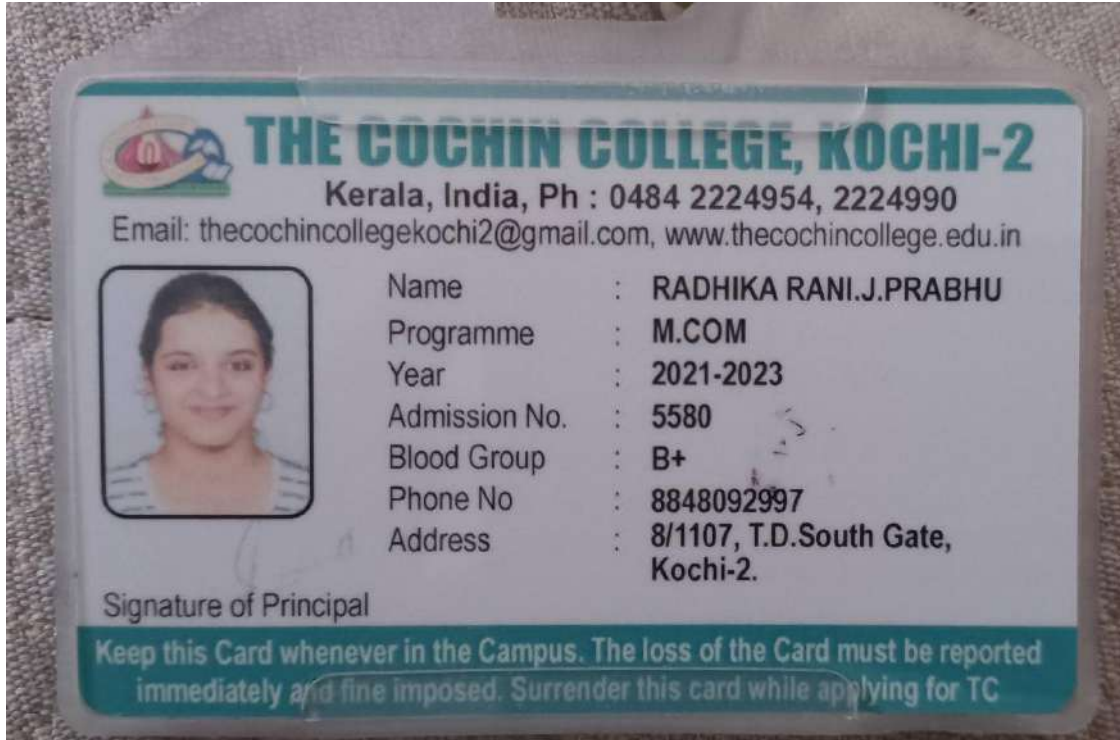 THE COCHIN COLLEGE, KOCHI-2
Kerala, India, Ph : 0484 2224954, 2224990
Email: thecochincollegekochi2@gmail.com, www.thecochincollege.edu.in
Name : RADHIKA RANI.J.PRABHU
Programme : M.COM
Year : 2021-2023
Admission No. : 5580
Blood Group : B+
Phone No : 8848092997
Address : 8/1107, T.D.South Gate,
Kochi-2.
Signature of Principal
Keep this Card whenever in the Campus. The loss of the Card must be reported
immediately and fine imposed. Surrender this card while applying for TC